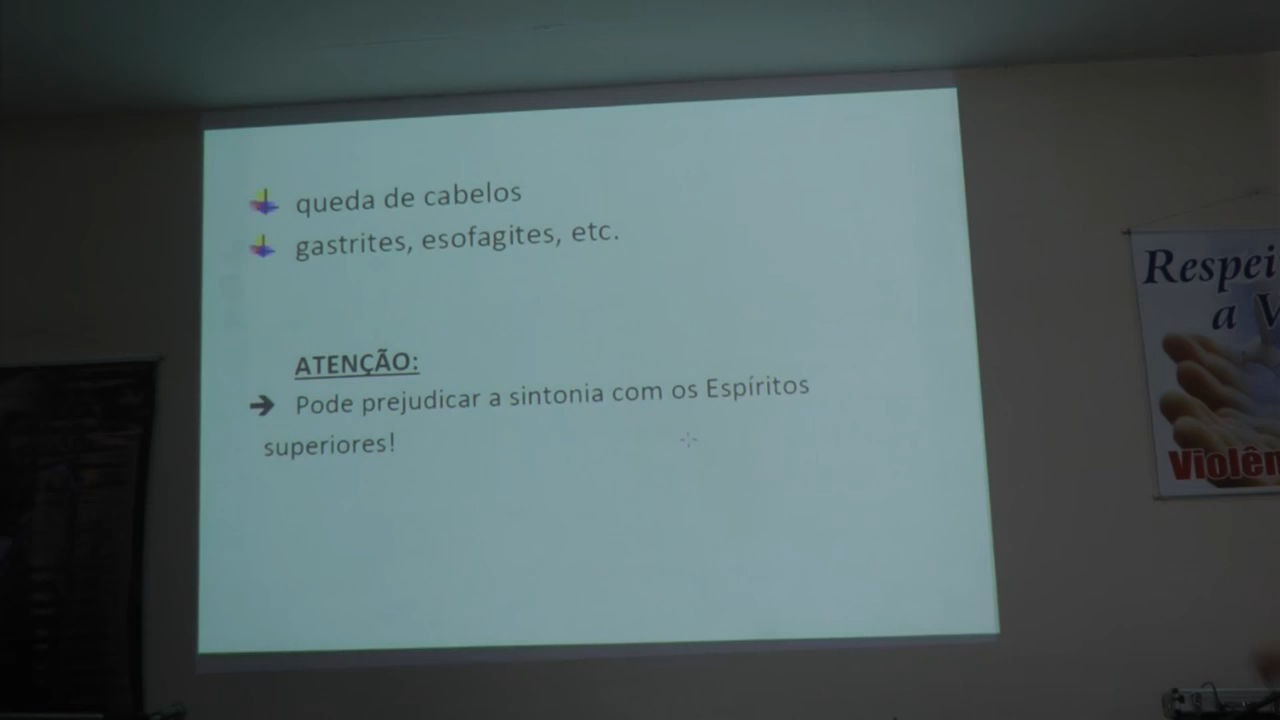 queda de cabelos
gastrites, esofagites, etc.
ATENÇÃO:
➔ Pode prejudicar a sintonia com os Espíritos
superiores!
Respei
a V
Violên